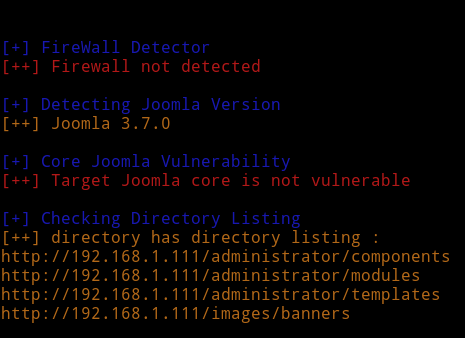 [+] FireWall Detector
[++] Firewall not detected
[+] Detecting Joomla Version
[++] Joomla 3.7.0
[+] Core Joomla Vulnerability
[++] Target Joomla core is not vulnerable
[+] Checking Directory Listing
[++] directory has directory listing :
http://192.168.1.111/administrator/components
http://192.168.1.111/administrator/modules
http://192.168.1.111/administrator/templates
http://192.168.1.111/images/banners